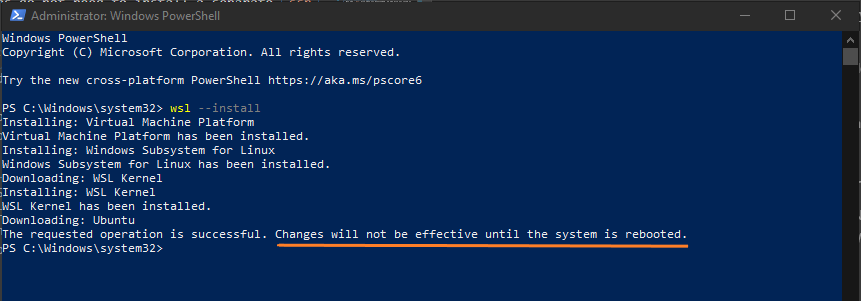 Administrator: Windows PowerShell
Windows PowerShell
Copyright (C) Microsoft Corporation. All rights reserved.
Try the new cross-platform PowerShell https://aka.ms/pscore6
PS C:\Windows\system32> wsl --install
Installing: Virtual Machine Platform
Virtual Machine Platform has been installed.
Installing: Windows Subsystem for Linux
Windows Subsystem for Linux has been installed.
Downloading: WSL Kernel
Installing: WSL Kernel
WSL Kernel has been installed.
Downloading: Ubuntu
The requested operation is successful. Changes will not be effective until the system is rebooted.
PS C:\Windows\system32>